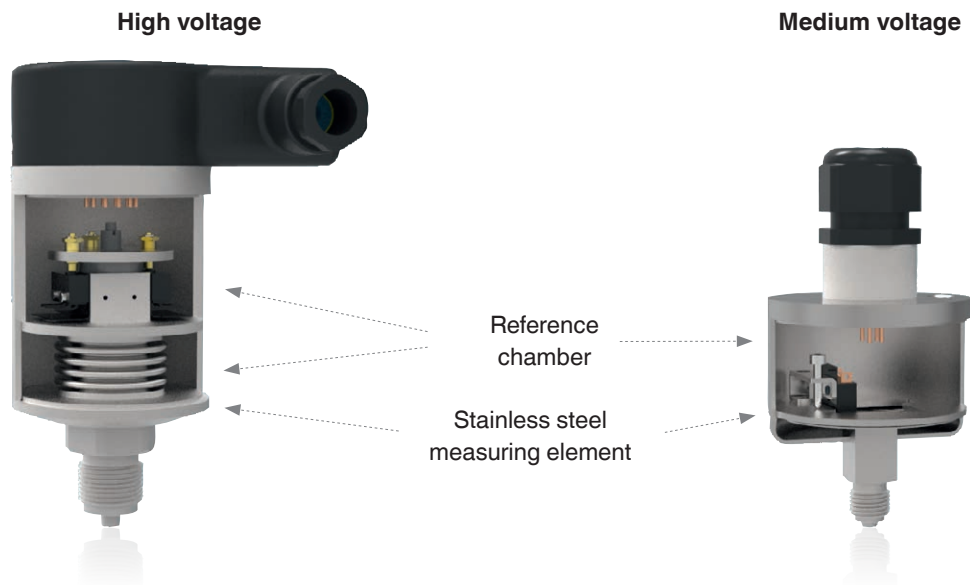 High voltage
Medium voltage
Reference
chamber
Stainless steel
measuring element